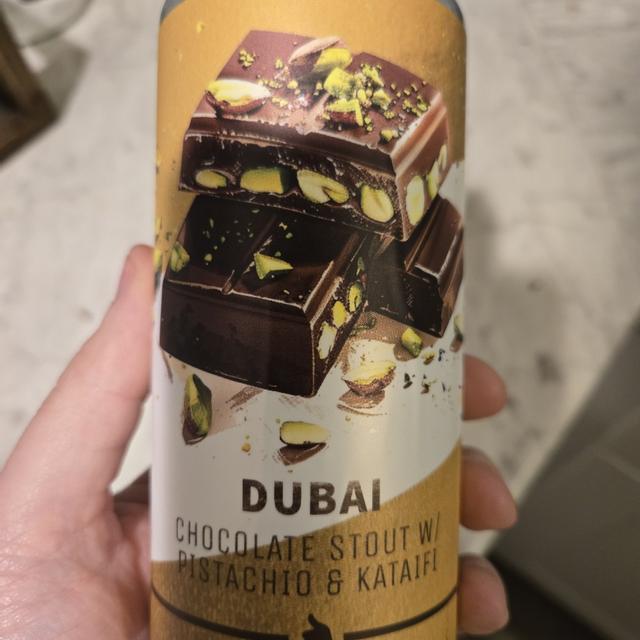 DUBAI
CHOCOLATE STOUT W/
PISTACHIO & KATAIFI